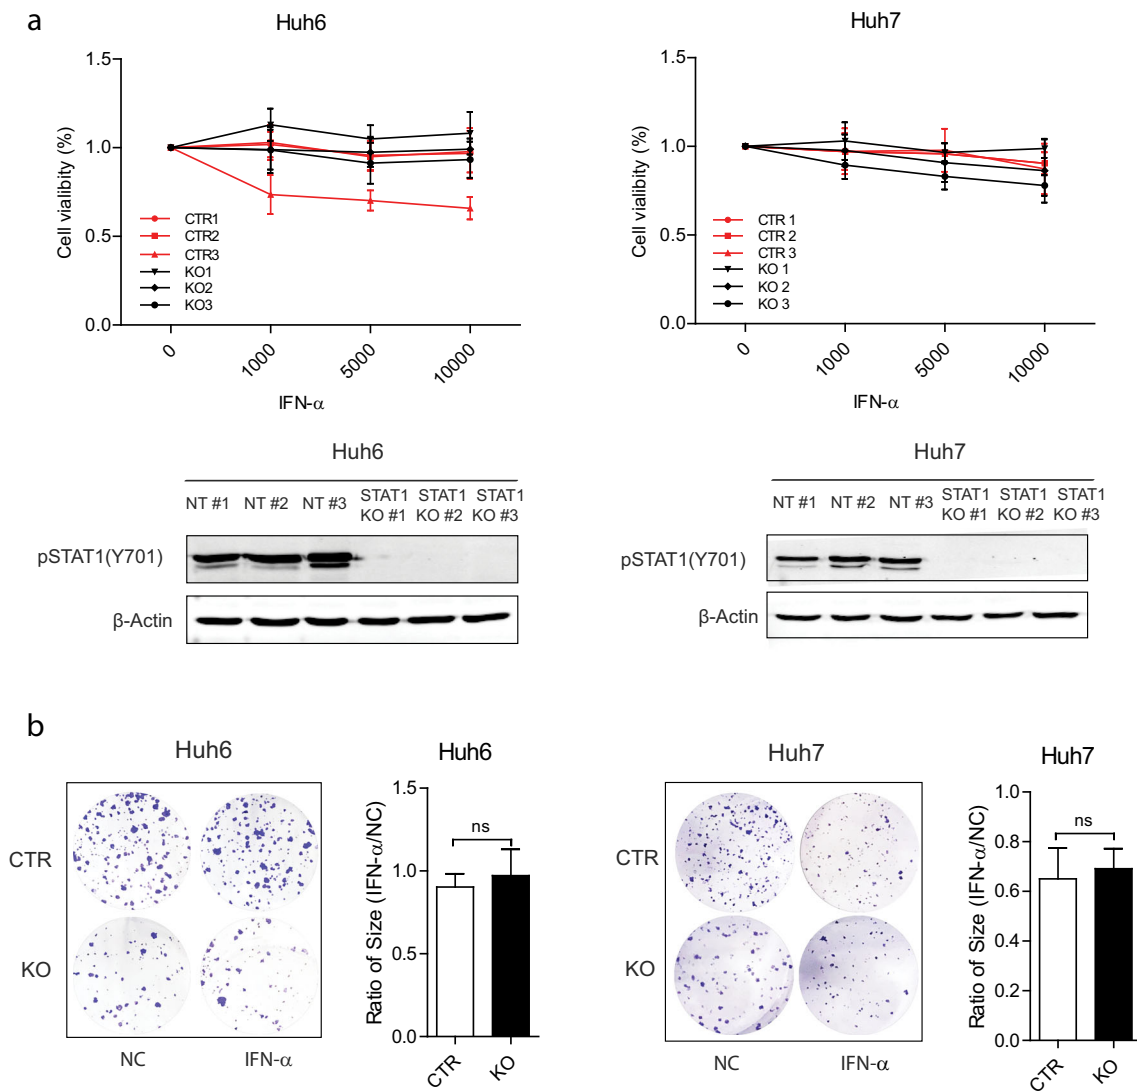 a
Huh6
1.5
1.0
0.5
0.0
Cell vialibity (%)
CTR1
CTR2
CTR3
KO1
KO2
KO3
0
1000
5000
10000
IFN-α
Huh7
1.5
1.0
0.5
0.0
Cell vialibity (%)
CTR 1
CTR 2
CTR 3
KO 1
KO 2
KO 3
0
1000
5000
10000
IFN-α
Huh6
NT #1 NT #2 NT #3 STAT1 KO #1 STAT1 KO #2 STAT1 KO #3
pSTAT1(Y701)
β-Actin
Huh7
NT #1 NT #2 NT #3 STAT1 KO #1 STAT1 KO #2 STAT1 KO #3
pSTAT1(Y701)
β-Actin
b
Huh6
CTR
KO
NC IFN-α
Huh6
Ratio of Size (IFN-α/NC)
1.5
1.0
0.5
0.0
ns
CTR
KO
Huh7
CTR
KO
NC IFN-α
Huh7
Ratio of Size (IFN-α/NC)
1.0
0.8
0.6
0.4
0.2
0.0
ns
CTR
KO